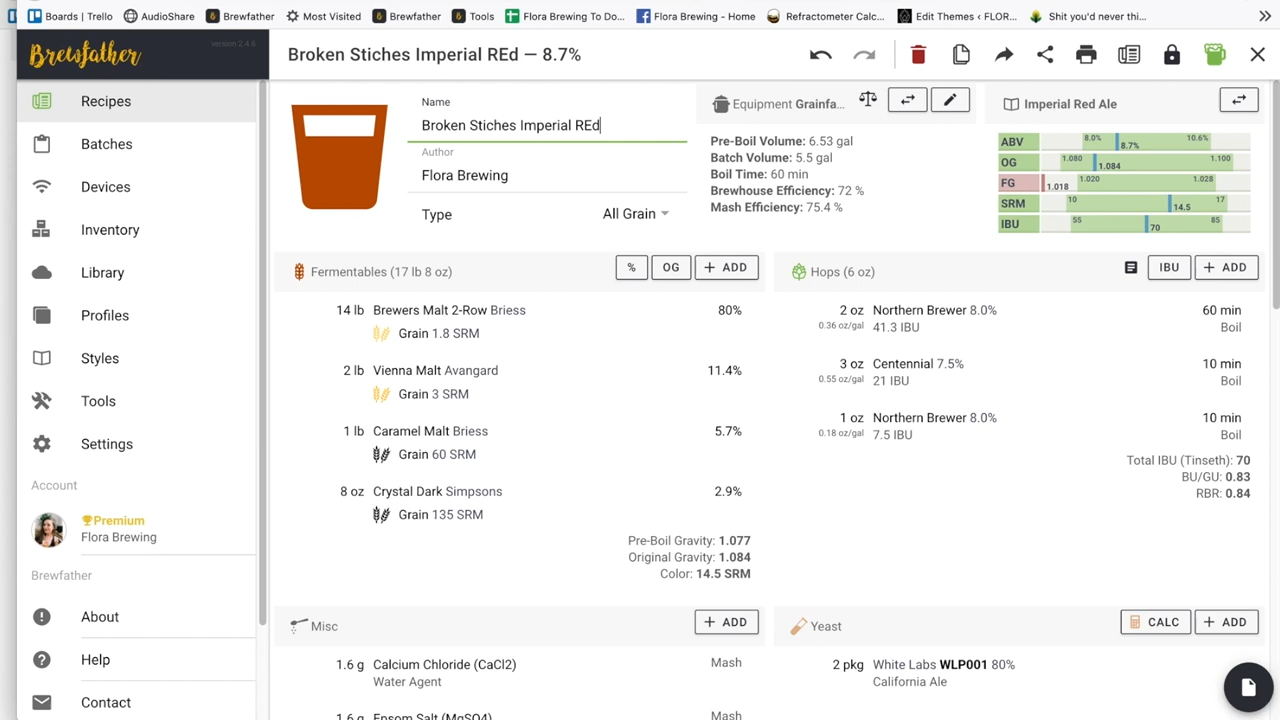 Boards | Trello
AudioShare
Brewfather
Most Visited
Brewfather
Tools
Flora Brewing To Do...
Flora Brewing - Home
Refractometer Calc...
Edit Themes ‹ FLOR...
Shit you'd never thi...
Brewfather
version 2.4.6
Broken Stiches Imperial REd — 8.7%
Recipes
Batches
Devices
Inventory
Library
Profiles
Styles
Tools
Settings
Account
Premium
Flora Brewing
Brewfather
About
Help
Contact
Name
Broken Stiches Imperial REd
Author
Flora Brewing
Type
All Grain
Equipment Grainfa...
Pre-Boil Volume: 6.53 gal
Batch Volume: 5.5 gal
Boil Time: 60 min
Brewhouse Efficiency: 72 %
Mash Efficiency: 75.4 %
Imperial Red Ale
ABV 8.0% 8.7% 10.6%
OG 1.080 1.084 1.100
FG 1.018 1.020 1.028
SRM 10 14.5 17
IBU 55 70 85
Fermentables (17 lb 8 oz)
%
OG
+ ADD
14 lb Brewers Malt 2-Row Briess 80%
Grain 1.8 SRM
2 lb Vienna Malt Avangard 11.4%
Grain 3 SRM
1 lb Caramel Malt Briess 5.7%
Grain 60 SRM
8 oz Crystal Dark Simpsons 2.9%
Grain 135 SRM
Pre-Boil Gravity: 1.077
Original Gravity: 1.084
Color: 14.5 SRM
Hops (6 oz)
IBU
+ ADD
2 oz Northern Brewer 8.0% 60 min
0.36 oz/gal 41.3 IBU Boil
3 oz Centennial 7.5% 10 min
0.55 oz/gal 21 IBU Boil
1 oz Northern Brewer 8.0% 10 min
0.18 oz/gal 7.5 IBU Boil
Total IBU (Tinseth): 70
BU/GU: 0.83
RBR: 0.84
Misc
+ ADD
1.6 g Calcium Chloride (CaCl2) Mash
Water Agent
1.6 g Epsom Salt (MgSO4) Mash
Yeast
CALC
+ ADD
2 pkg White Labs WLP001 80%
California Ale